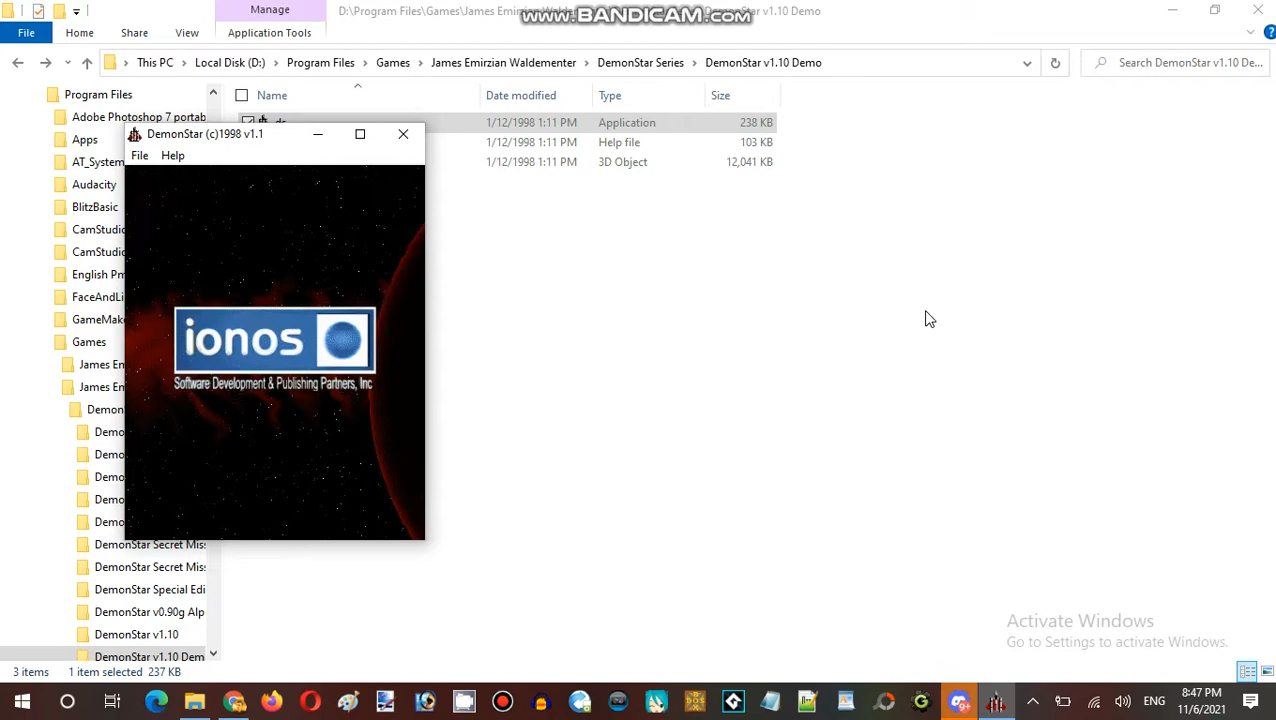 Manage
D:\Program Files\Games\James Emirzian Waldementer\DemonStar Series\DemonStar v1.10 Demo
www.BANDICAM.com
File Home Share View Application Tools
This PC Local Disk (D:) Program Files Games James Emirzian Waldementer DemonStar Series DemonStar v1.10 Demo
Search DemonStar v1.10 De...
Program Files
Name Date modified Type Size
Adobe Photoshop 7 portab
ds 1/12/1998 1:11 PM Application 238 KB
Apps
1/12/1998 1:11 PM Help file 103 KB
AT_System
1/12/1998 1:11 PM 3D Object 12,041 KB
Audacity
BlitzBasic
CamStudio
CamStudio
English Pm
FaceAndLi
GameMake
Games
James Em
James Em
Demon
Demo
Demo
Demo
Demo
Demo
DemonStar Secret Miss
DemonStar Secret Miss
DemonStar Special Edi
DemonStar v0.90g Alp
DemonStar v1.10
DemonStar v1.10 Dem
DemonStar (c)1998 v1.1
File Help
ionos
Software Development & Publishing Partners, Inc
Activate Windows
Go to Settings to activate Windows.
3 items 1 item selected 237 KB
ENG
8:47 PM
11/6/2021